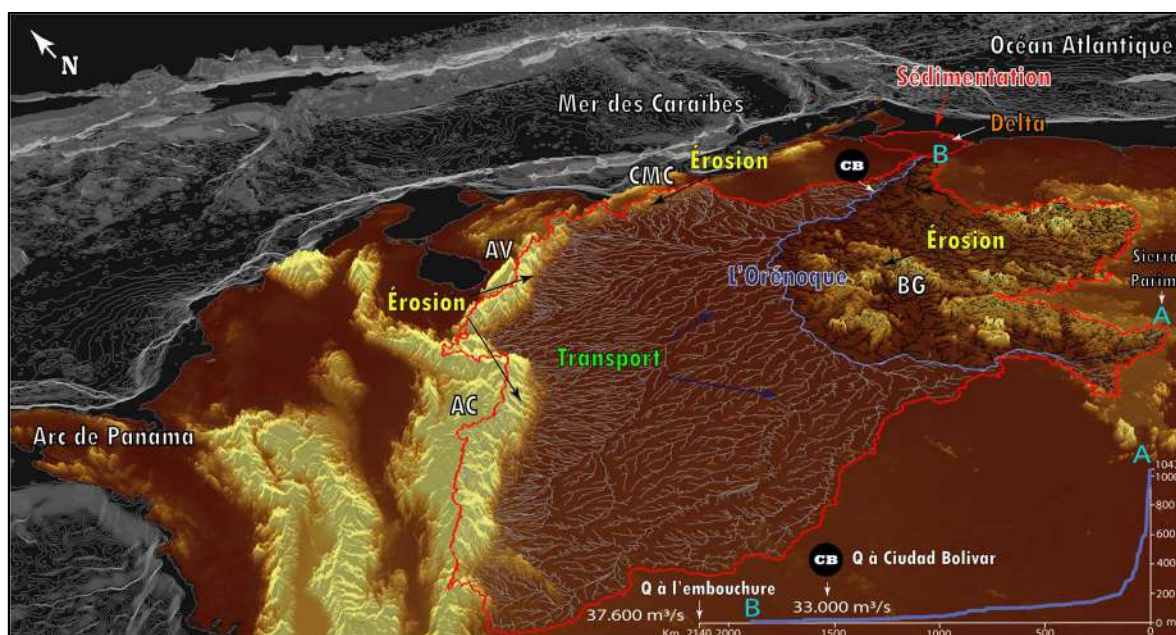 N
Océan Atlantique
Sédimentation
Mer des Caraïbes
Delta
B
CB
Érosion
CMC
AV
Érosion
L'Orénoque
BG
Sierra
Parim
A
Érosion
Transport
AC
Arc de Panama
A
1000
800
600
400
200
0
CB Q à Ciudad Bolivar
Q à l'embouchure
B
37.600 m³/s
33.000 m³/s
Km. 2140 2000 1500 1000 500 0